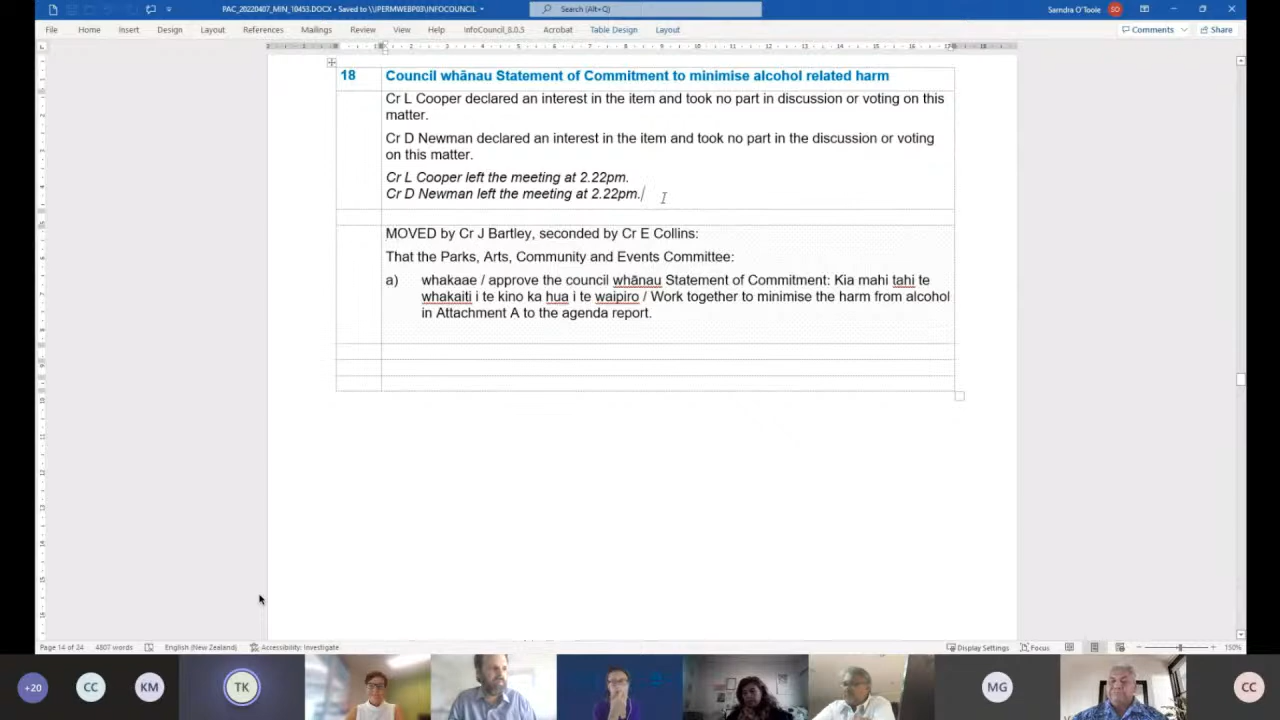 PAC_20220407_MIN_10453.DOCX • Saved to \\PERMWEBP03\INFOCOUNCIL
Search (Alt+Q)
Samdra O'Toole SO
File Home Insert Design Layout References Mailings Review View Help InfoCouncil_8.0.5 Acrobat Table Design Layout
Comments Share
18 Council whānau Statement of Commitment to minimise alcohol related harm
Cr L Cooper declared an interest in the item and took no part in discussion or voting on this
matter.
Cr D Newman declared an interest in the item and took no part in the discussion or voting
on this matter.
Cr L Cooper left the meeting at 2.22pm.
Cr D Newman left the meeting at 2.22pm.
MOVED by Cr J Bartley, seconded by Cr E Collins:
That the Parks, Arts, Community and Events Committee:
a) whakaae / approve the council whānau Statement of Commitment: Kia mahi tahi te
whakaiti i te kino ka hua i te waipiro / Work together to minimise the harm from alcohol
in Attachment A to the agenda report.
Page 14 of 24 4807 words English (New Zealand) Accessibility: Investigate
Display Settings Focus 150%
+20 CC KM TK MG CC